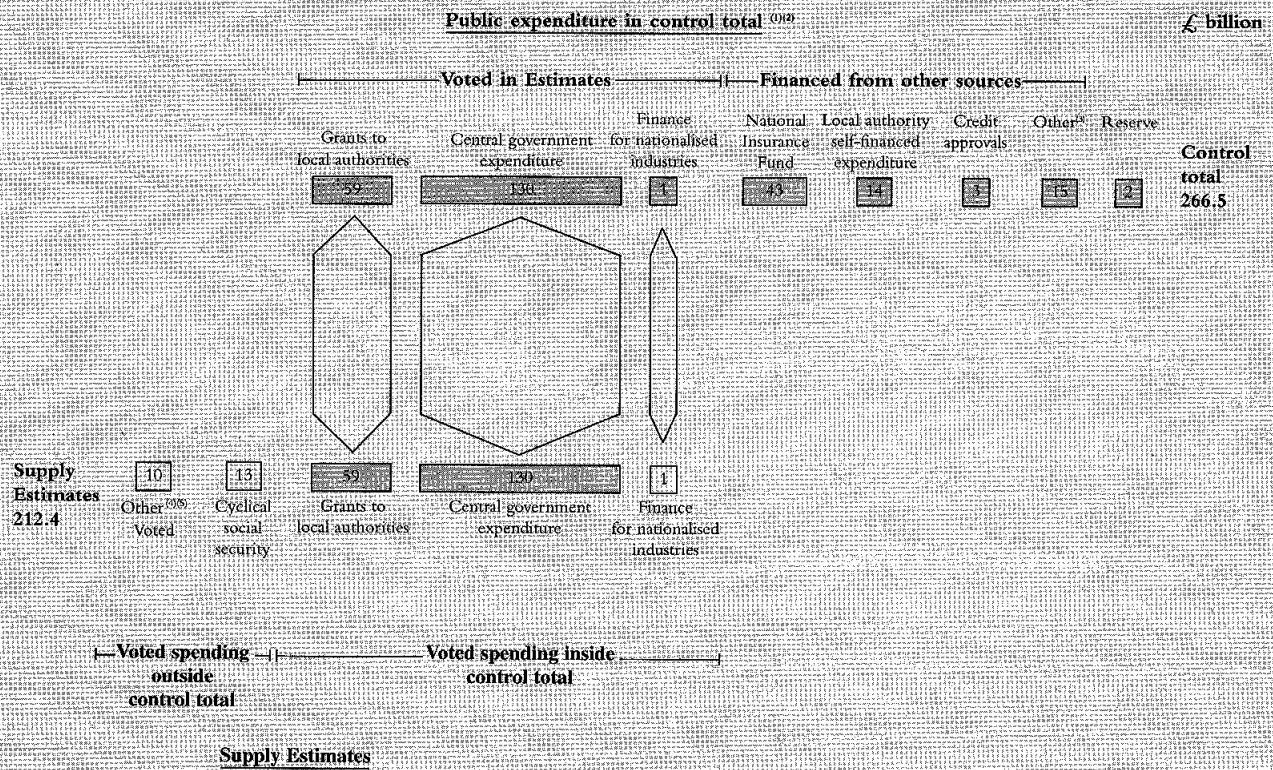 Public expenditure in control total (1)(2)
£ billion
Voted in Estimates
Financed from other sources
Grants to
local authorities
Central government
expenditure
Finance
for nationalised
industries
National
Insurance
Fund
Local authority
self-financed
expenditure
Credit
approvals
Other
Reserve
59
130
1
43
14
3
15
2
Control
total
266.5
Supply
Estimates
212.4
10
13
59
130
1
Other
Voted
Cyclical
social
security
Grants to
local authorities
Central government
expenditure
Finance
for nationalised
industries
Voted spending
outside
control total
Voted spending inside
control total
Supply Estimates